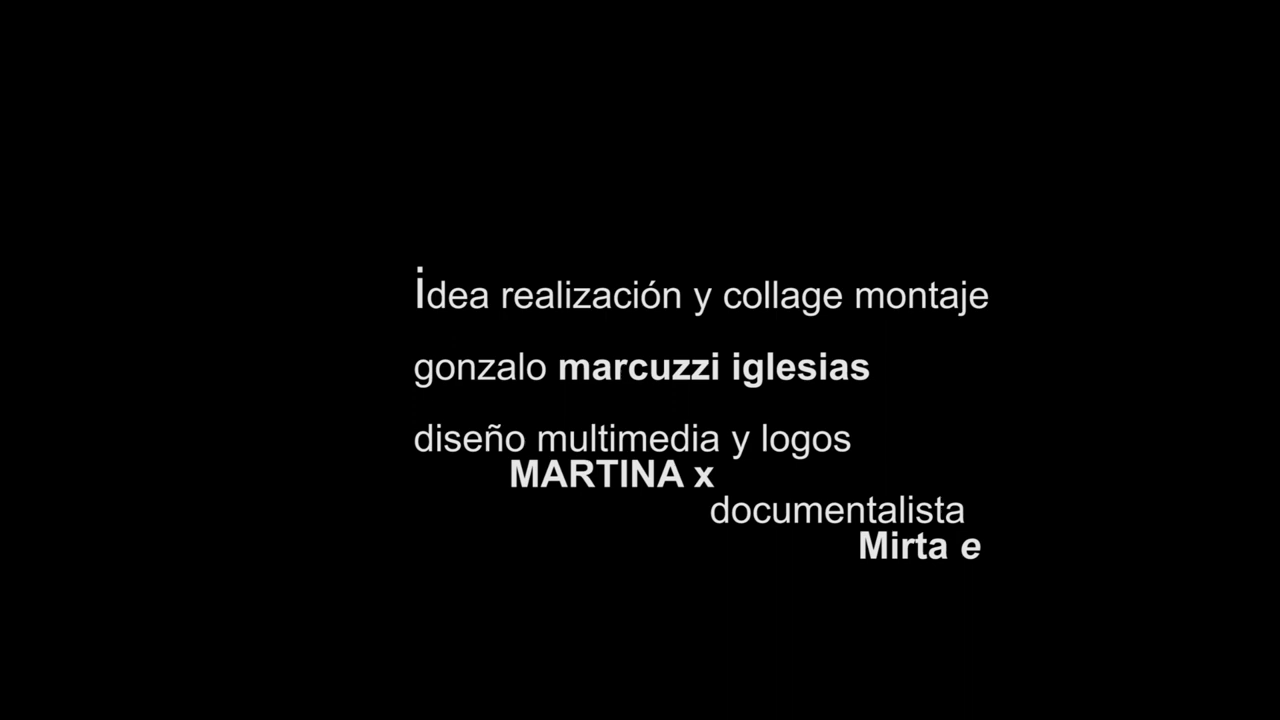 idea realización y collage montaje
gonzalo marcuzzi iglesias
diseño multimedia y logos
MARTINA x
documentalista
Mirta e